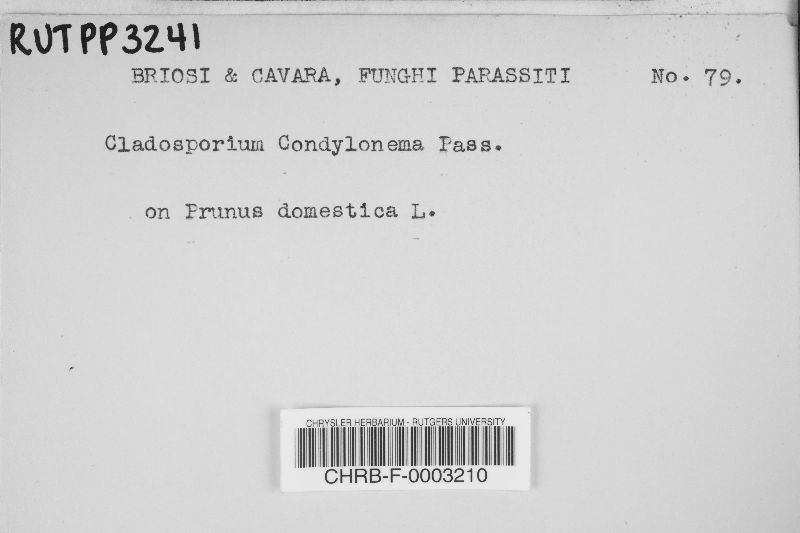 RUTPP3241
BRIOSI & CAVARA, FUNGHI PARASSITI No. 79.
Cladosporium Condylonema Pass.
on Prunus domestica L.
CHRYSLER HERBARIUM - RUTGERS UNIVERSITY
CHRB-F-0003210